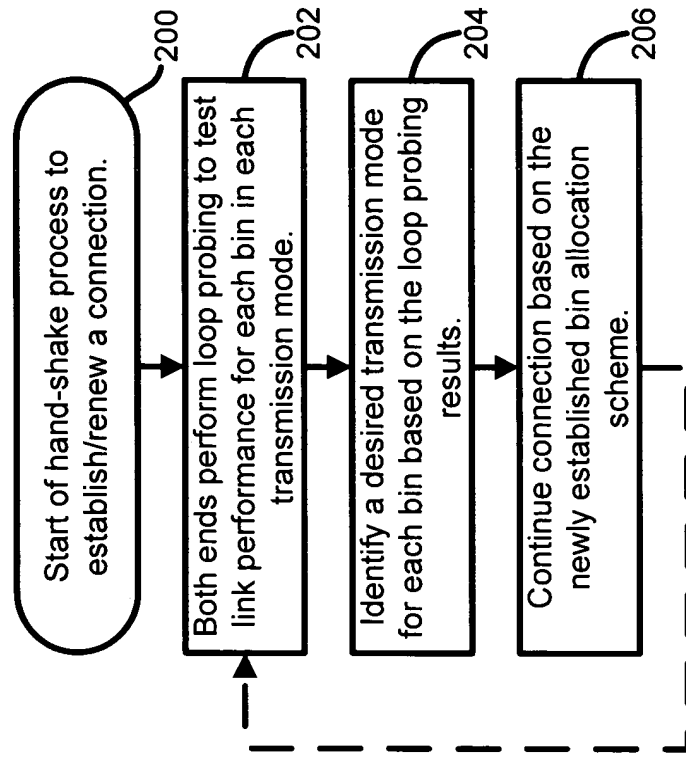 Start of hand-shake process to
establish/renew a connection.
200
Both ends perform loop probing to test
link performance for each bin in each
transmission mode.
202
Identify a desired transmission mode
for each bin based on the loop probing
results.
204
Continue connection based on the
newly established bin allocation
scheme.
206